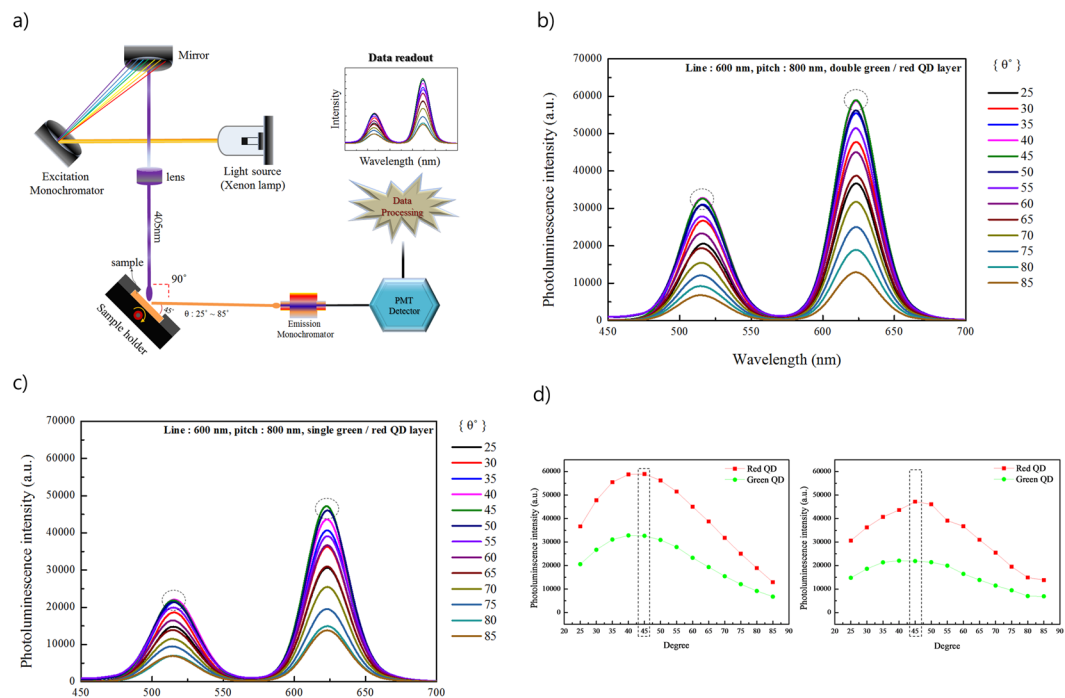 a)
Mirror
Excitation
Monochromator
Light source
(Xenon lamp)
lens
405nm
sample
90°
45°
θ : 25° ~ 85°
Sample holder
Emission
Monochromator
PMT
Detector
Data
Processing
Data readout
Intensity
Wavelength (nm)
b)
Line : 600 nm, pitch : 800 nm, double green / red QD layer
{ θ° }
25
30
35
40
45
50
55
60
65
70
75
80
85
Photoluminescence intensity (a.u.)
70000
60000
50000
40000
30000
20000
10000
0
450
500
550
600
650
700
Wavelength (nm)
c)
Line : 600 nm, pitch : 800 nm, single green / red QD layer
{ θ° }
25
30
35
40
45
50
55
60
65
70
75
80
85
Photoluminescence intensity (a.u.)
70000
60000
50000
40000
30000
20000
10000
0
450
500
550
600
650
700
d)
Red QD
Green QD
Photoluminescence intensity (a.u.)
60000
50000
40000
30000
20000
10000
0
20 25 30 35 40 45 50 55 60 65 70 75 80 85 90
Degree
Red QD
Green QD
Photoluminescence intensity (a.u.)
60000
50000
40000
30000
20000
10000
0
20 25 30 35 40 45 50 55 60 65 70 75 80 85 90
Degree